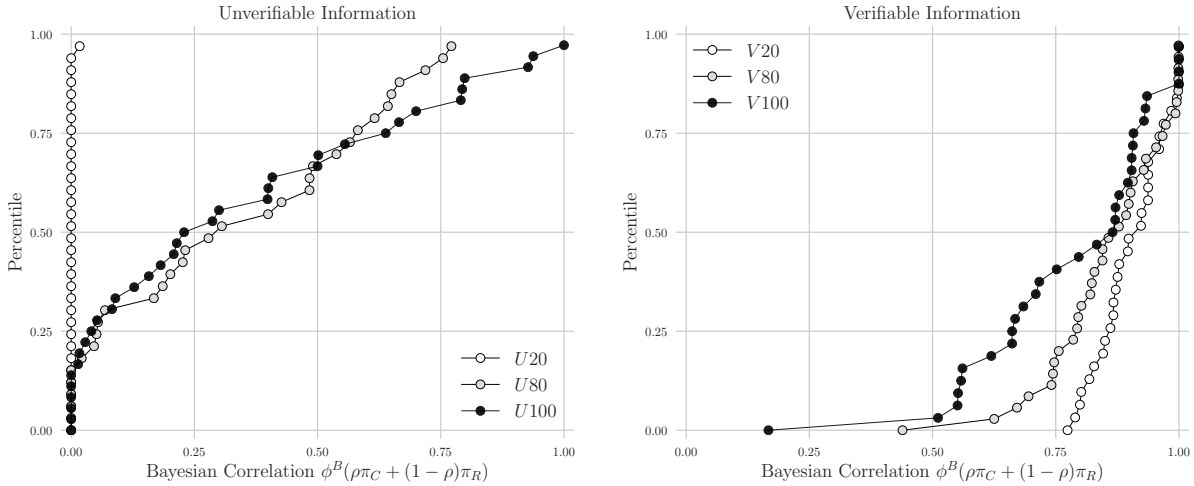 Unverifiable Information
Percentile
1.00
0.75
0.50
0.25
0.00
U20
U80
U100
0.00 0.25 0.50 0.75 1.00
Bayesian Correlation ϕ^B(ρπ_C + (1 − ρ)π_R)
Verifiable Information
Percentile
1.00
0.75
0.50
0.25
0.00
V20
V80
V100
0.00 0.25 0.50 0.75 1.00
Bayesian Correlation ϕ^B(ρπ_C + (1 − ρ)π_R)